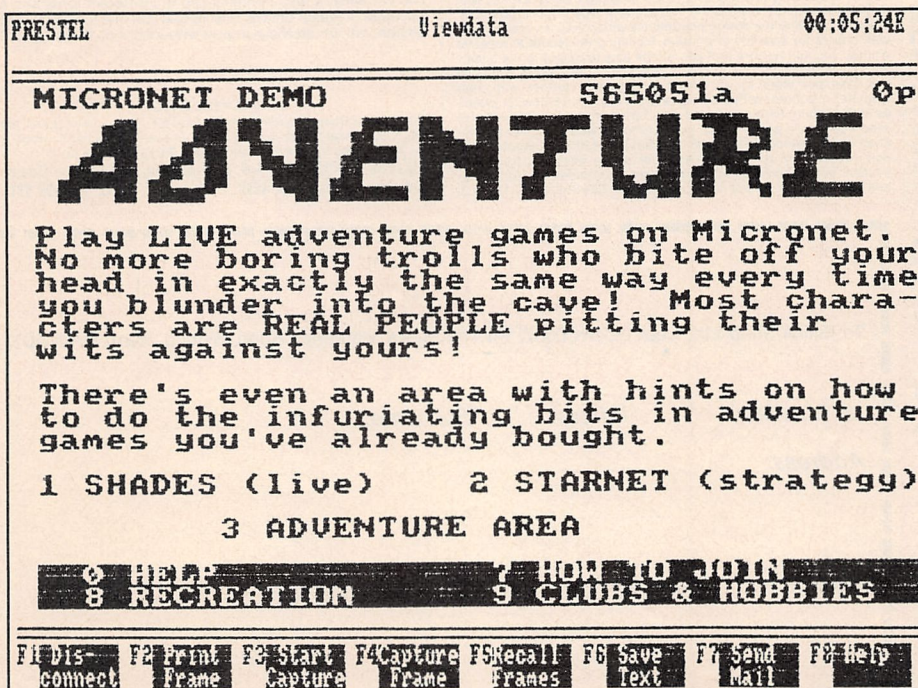 PRESTEL Viewdata 00:05:24E
MICRONET DEMO 565051a 0p
ADVENTURE
Play LIVE adventure games on Micronet.
No more boring trolls who bite off your
head in exactly the same way every time
you blunder into the cave! Most chara-
cters are REAL PEOPLE pitting their
wits against yours!
There's even an area with hints on how
to do the infuriating bits in adventure
games you've already bought.
1 SHADES (live) 2 STARNET (strategy)
3 ADVENTURE AREA
0 HELP 7 HOW TO JOIN
8 RECREATION 9 CLUBS & HOBBIES
F1 Dis- F2 Print F3 Start F4 Capture F5 Recall F6 Save F7 Send F8 Help
connect Frame Capture Frame Frames Text Mail